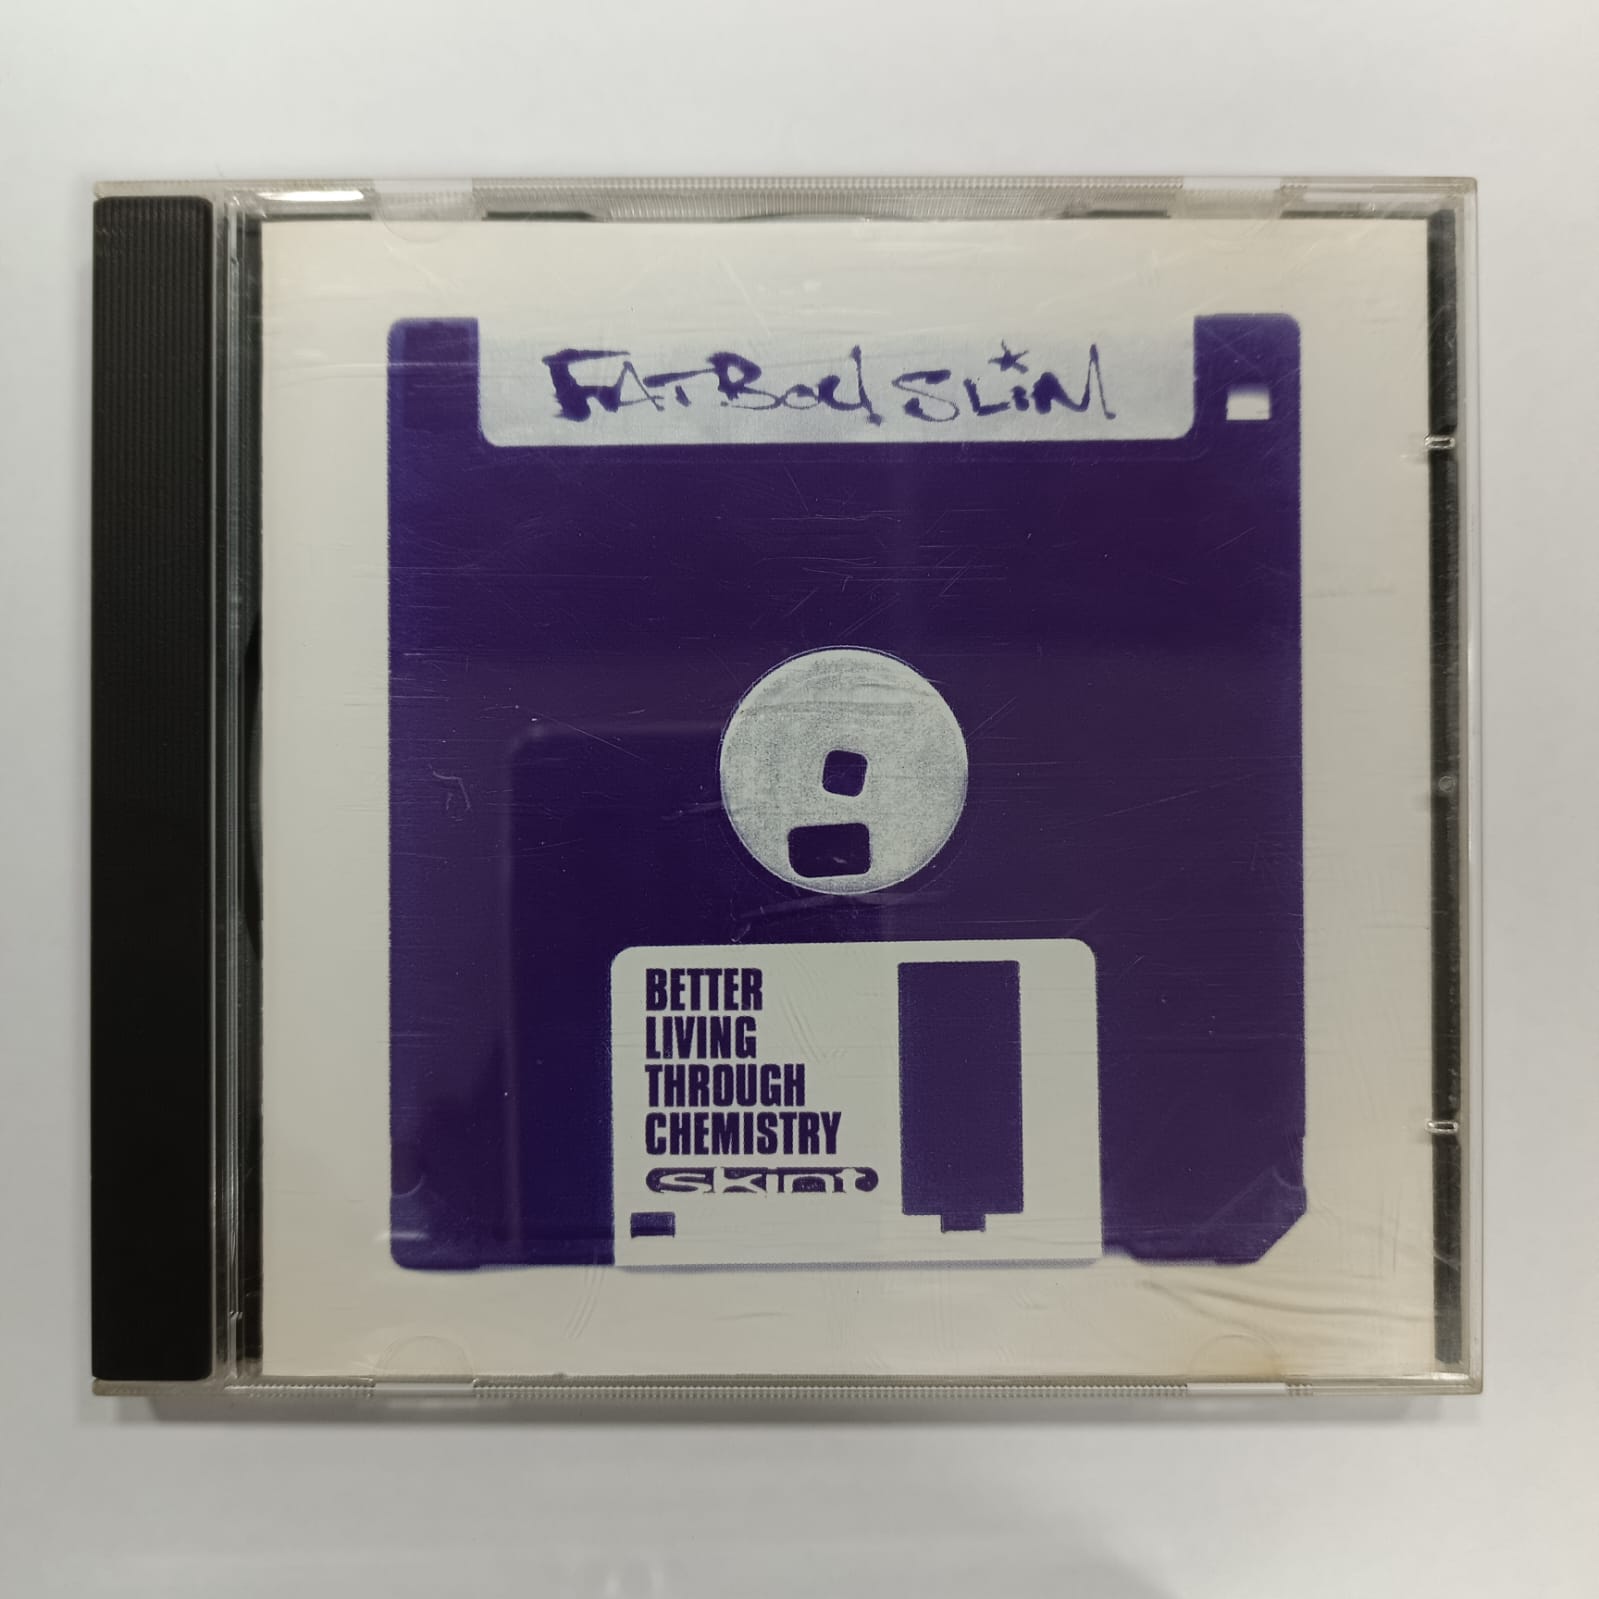 FATBOY SLIM
BETTER
LIVING
THROUGH
CHEMISTRY
skint